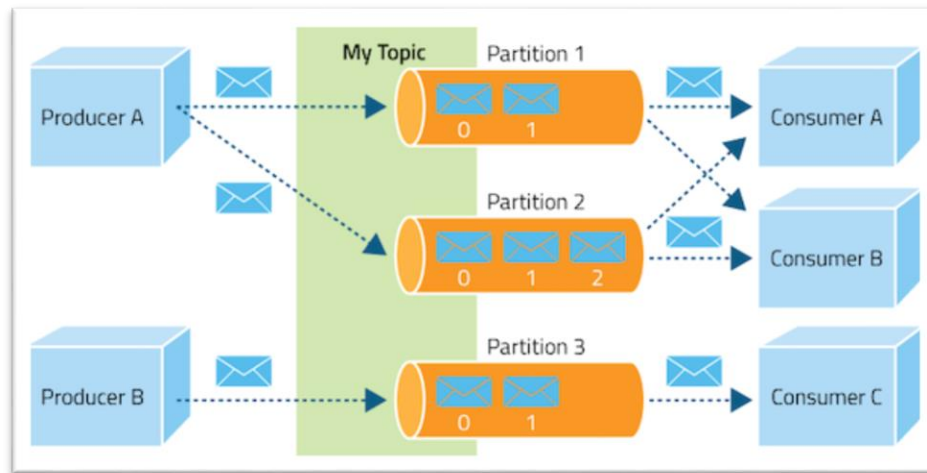 My Topic
Partition 1
Producer A
0 1
Consumer A
Partition 2
0 1 2
Consumer B
Partition 3
Producer B
0 1
Consumer C